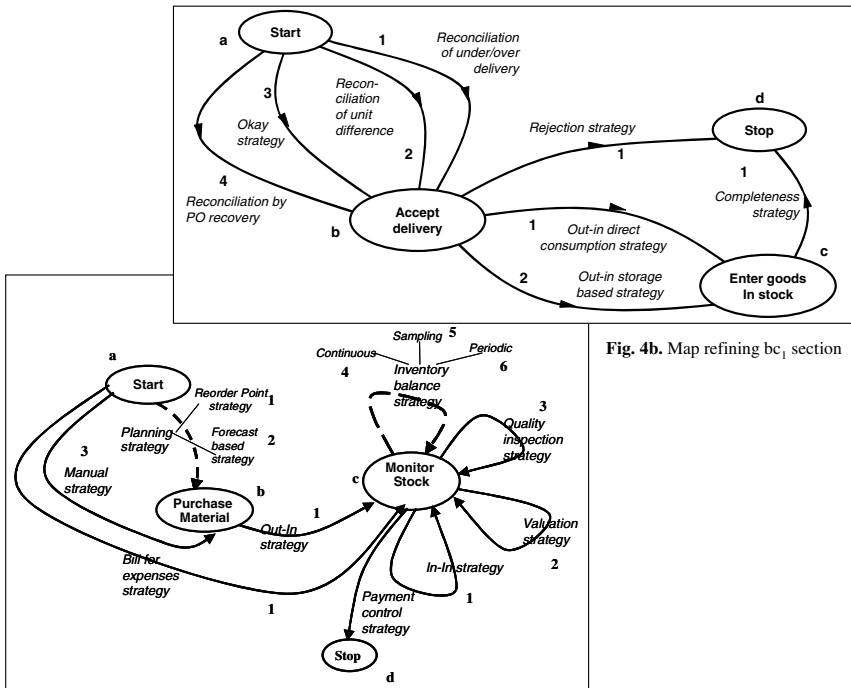 a
Start
1
Reconciliation
of under/over
delivery
3
Recon-
ciliation
of unit
difference
Okay
strategy
2
4
Reconciliation by
PO recovery
b
Accept
delivery
Rejection strategy
1
d
Stop
1
Completeness
strategy
1
Out-in direct
consumption strategy
c
2
Out-in storage
based strategy
Enter goods
In stock
Fig. 4b. Map refining bc1 section
a
Start
Reorder Point
strategy
1
Planning
strategy
Forecast
based
strategy
2
3
Manual
strategy
b
Purchase
Material
1
Out-In
strategy
Bill for
expenses
strategy
1
Sampling
5
Continuous
Periodic
4
Inventory
balance
strategy
6
3
Quality
inspection
strategy
c
Monitor
Stock
Valuation
strategy
2
In-In strategy
1
Payment
control
strategy
Stop
d